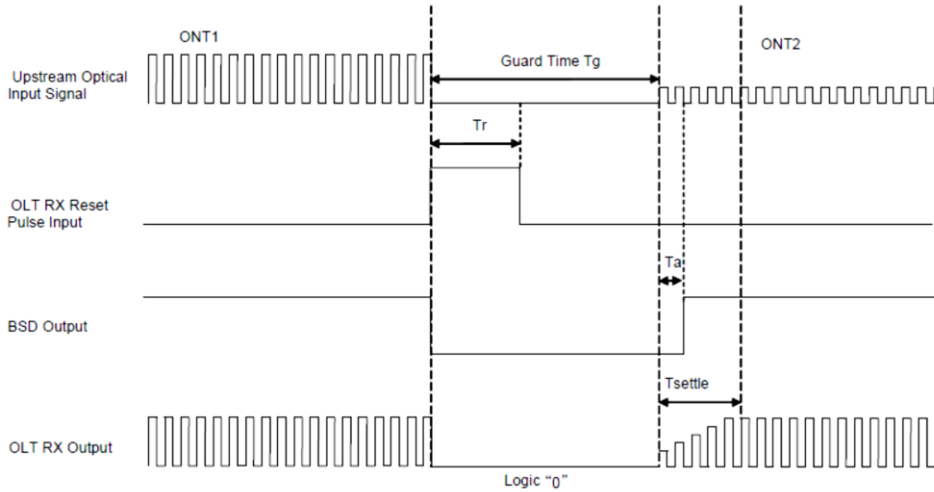 ONT1
ONT2
Guard Time Tg
Upstream Optical
Input Signal
Tr
OLT RX Reset
Pulse Input
Ta
BSD Output
Tsettle
OLT RX Output
Logic “0”